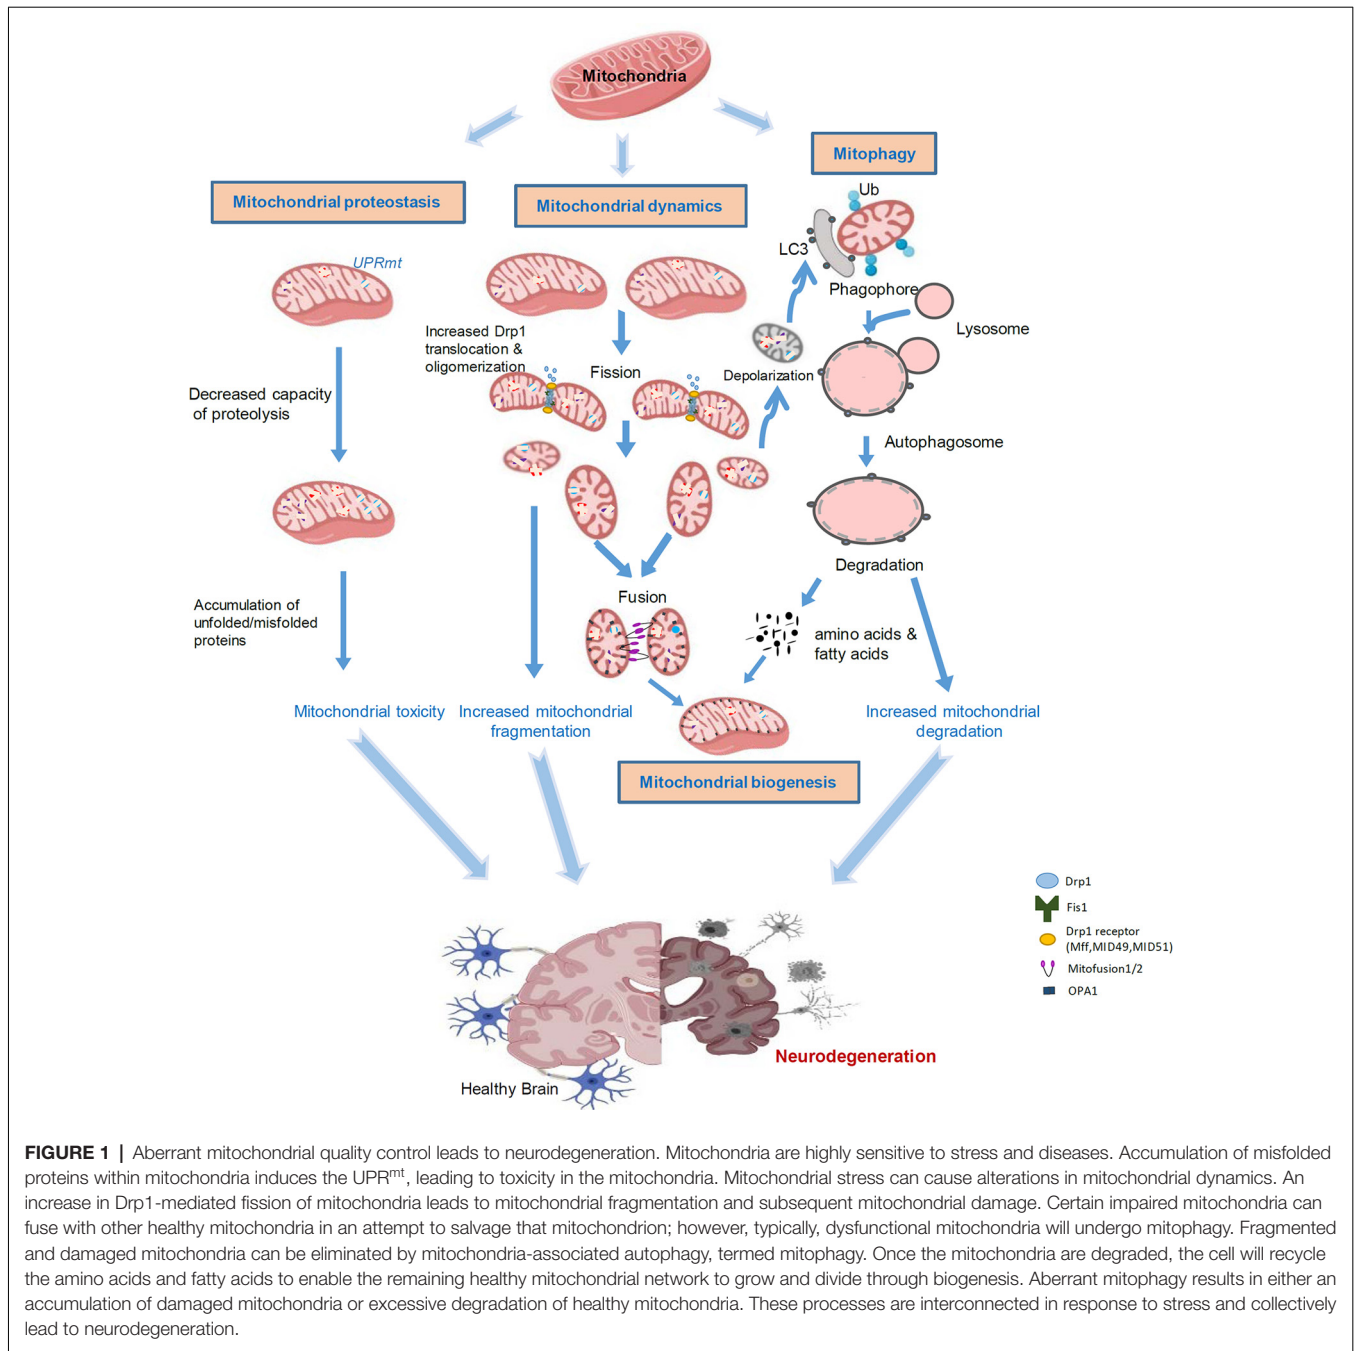 Mitochondria
Mitophagy
Mitochondrial proteostasis
Mitochondrial dynamics
Ub
LC3
UPRmt
Phagophore
Lysosome
Increased Drp1
translocation &
oligomerization
Fission
Depolarization
Decreased capacity
of proteolysis
Autophagosome
Degradation
Fusion
Accumulation of
unfolded/misfolded
proteins
amino acids &
fatty acids
Mitochondrial toxicity
Increased mitochondrial
fragmentation
Increased mitochondrial
degradation
Mitochondrial biogenesis
Drp1
Fis1
Drp1 receptor
(Mff,MID49,MID51)
Mitofusion1/2
OPA1
Neurodegeneration
Healthy Brain
FIGURE 1 | Aberrant mitochondrial quality control leads to neurodegeneration. Mitochondria are highly sensitive to stress and diseases. Accumulation of misfolded
proteins within mitochondria induces the UPRmt, leading to toxicity in the mitochondria. Mitochondrial stress can cause alterations in mitochondrial dynamics. An
increase in Drp1-mediated fission of mitochondria leads to mitochondrial fragmentation and subsequent mitochondrial damage. Certain impaired mitochondria can
fuse with other healthy mitochondria in an attempt to salvage that mitochondrion; however, typically, dysfunctional mitochondria will undergo mitophagy. Fragmented
and damaged mitochondria can be eliminated by mitochondria-associated autophagy, termed mitophagy. Once the mitochondria are degraded, the cell will recycle
the amino acids and fatty acids to enable the remaining healthy mitochondrial network to grow and divide through biogenesis. Aberrant mitophagy results in either an
accumulation of damaged mitochondria or excessive degradation of healthy mitochondria. These processes are interconnected in response to stress and collectively
lead to neurodegeneration.